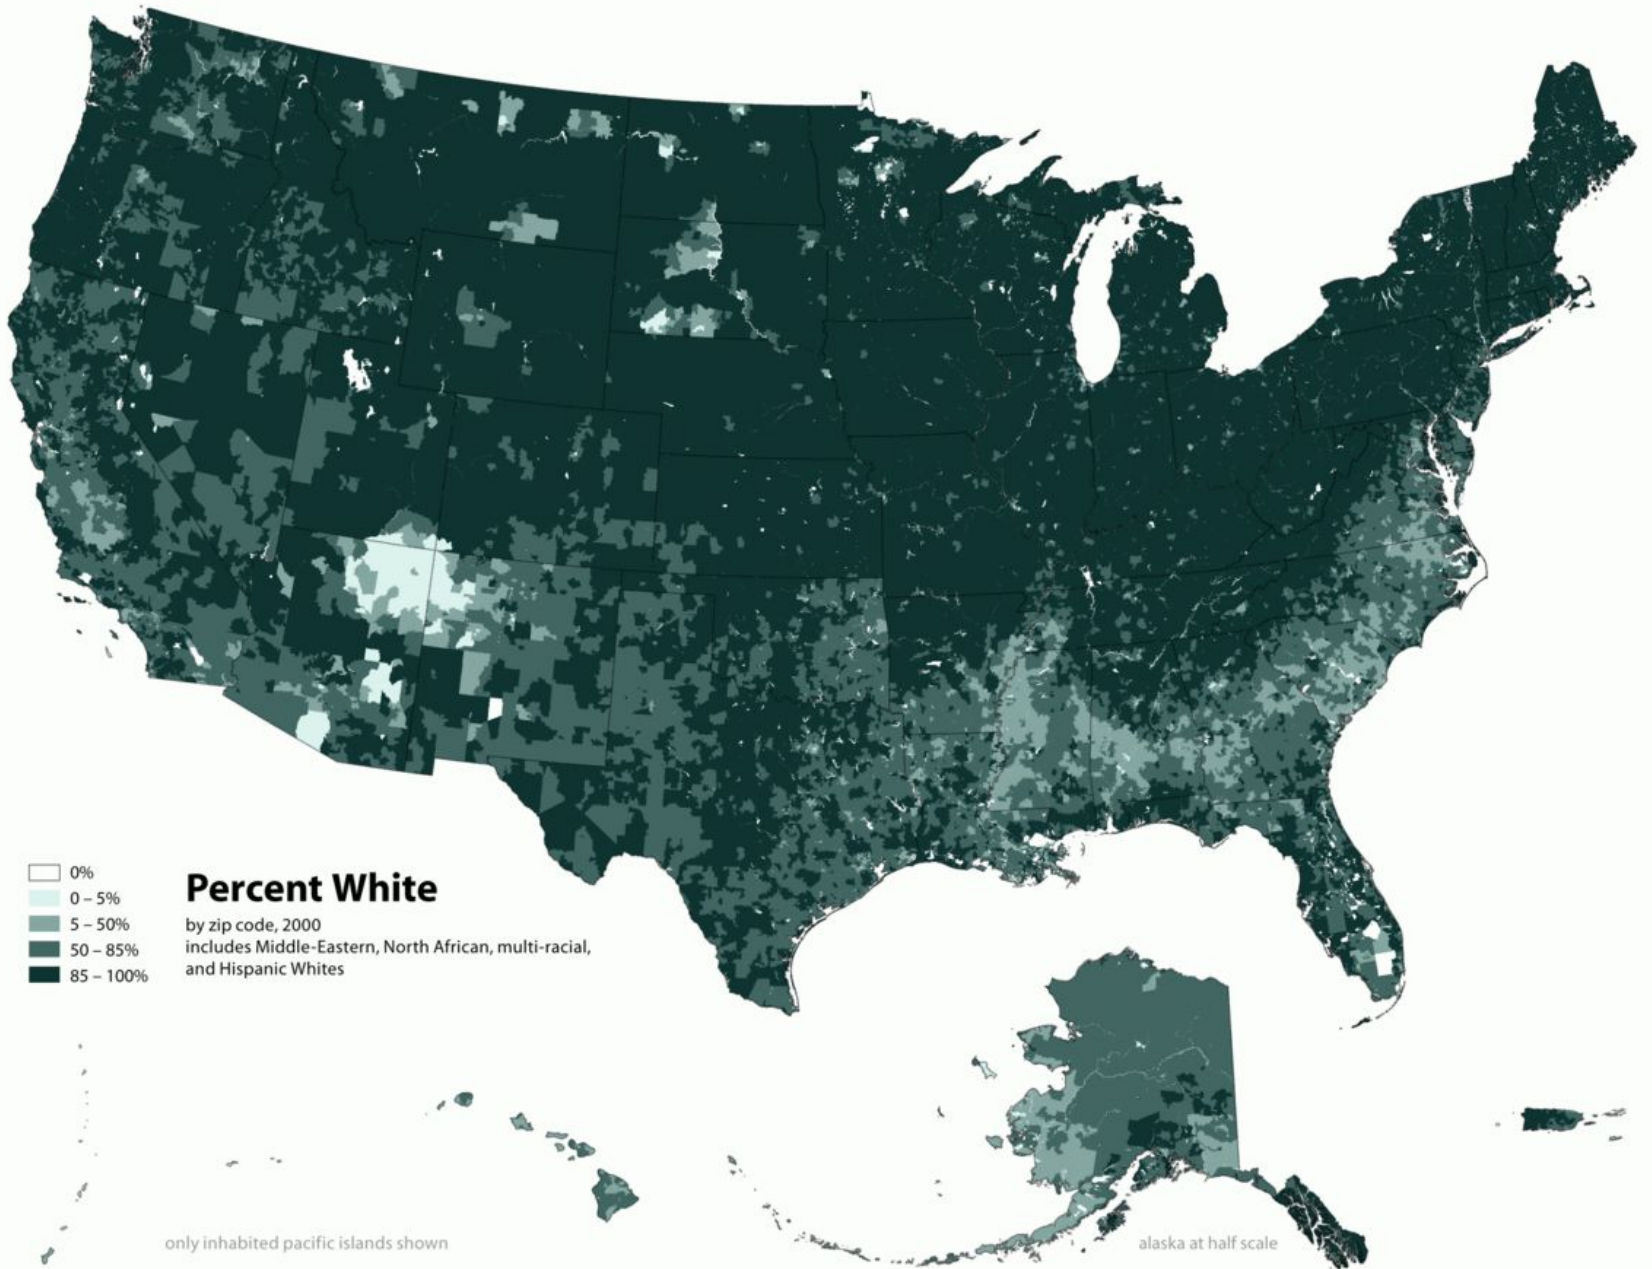 0%
0 – 5%
5 – 50%
50 – 85%
85 – 100%
Percent White
by zip code, 2000
includes Middle-Eastern, North African, multi-racial,
and Hispanic Whites
only inhabited pacific islands shown
alaska at half scale